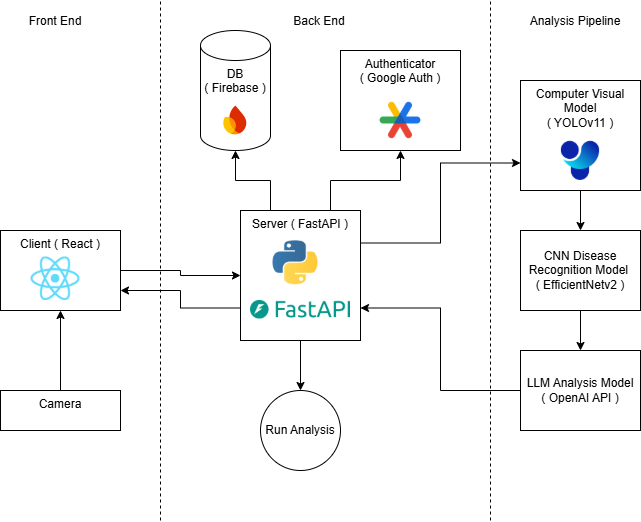 Front End
Back End
Analysis Pipeline
DB
( Firebase )
Authenticator
( Google Auth )
Computer Visual
Model
( YOLOv11 )
Client ( React )
Server ( FastAPI )
FastAPI
CNN Disease
Recognition Model
( EfficientNetv2 )
Camera
Run Analysis
LLM Analysis Model
( OpenAI API )